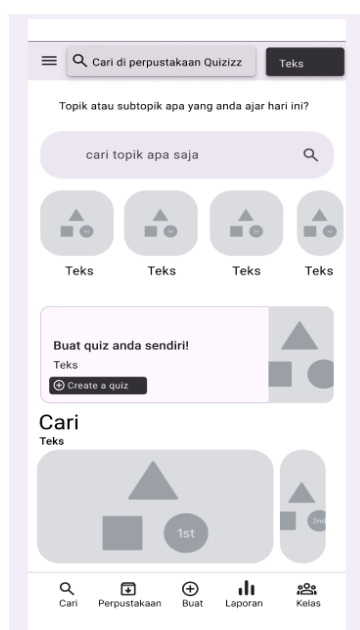 Cari di perpustakaan Quizizz
Teks
Topik atau subtopik apa yang anda ajar hari ini?
cari topik apa saja
Teks Teks Teks Teks
Buat quiz anda sendiri!
Teks
Create a quiz
Cari
Teks
1st 2nd
Cari Perpustakaan Buat Laporan Kelas